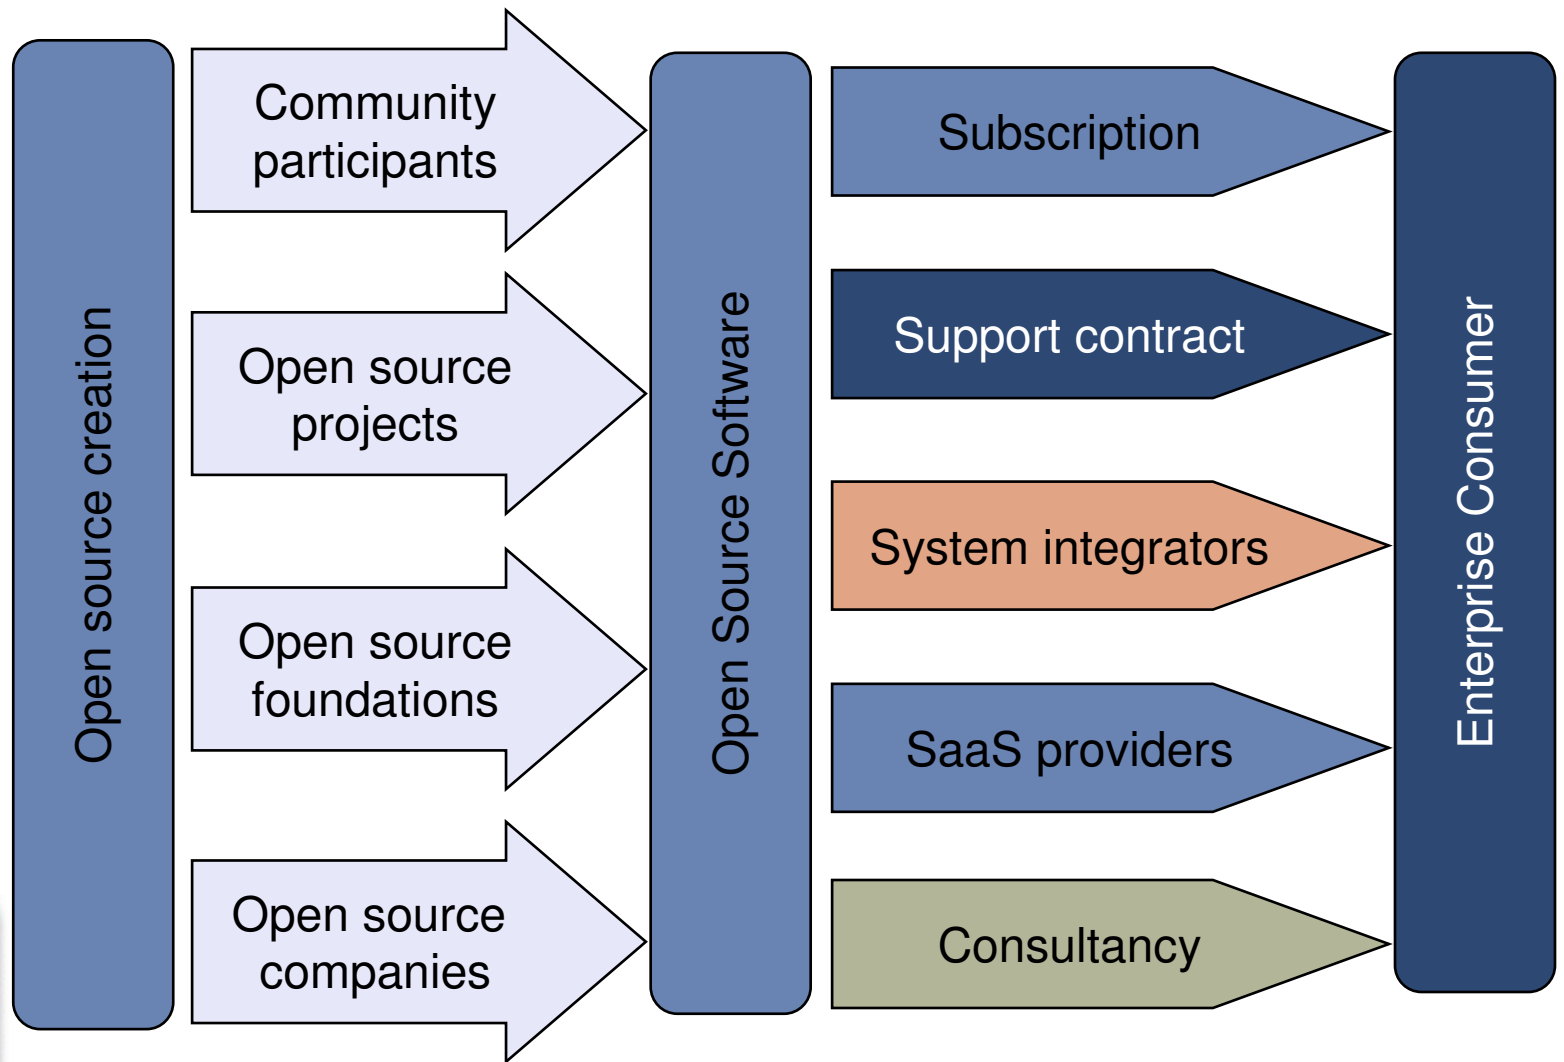 Open source creation
Community
participants
Open source
projects
Open source
foundations
Open source
companies
Open Source Software
Subscription
Support contract
System integrators
SaaS providers
Consultancy
Enterprise Consumer